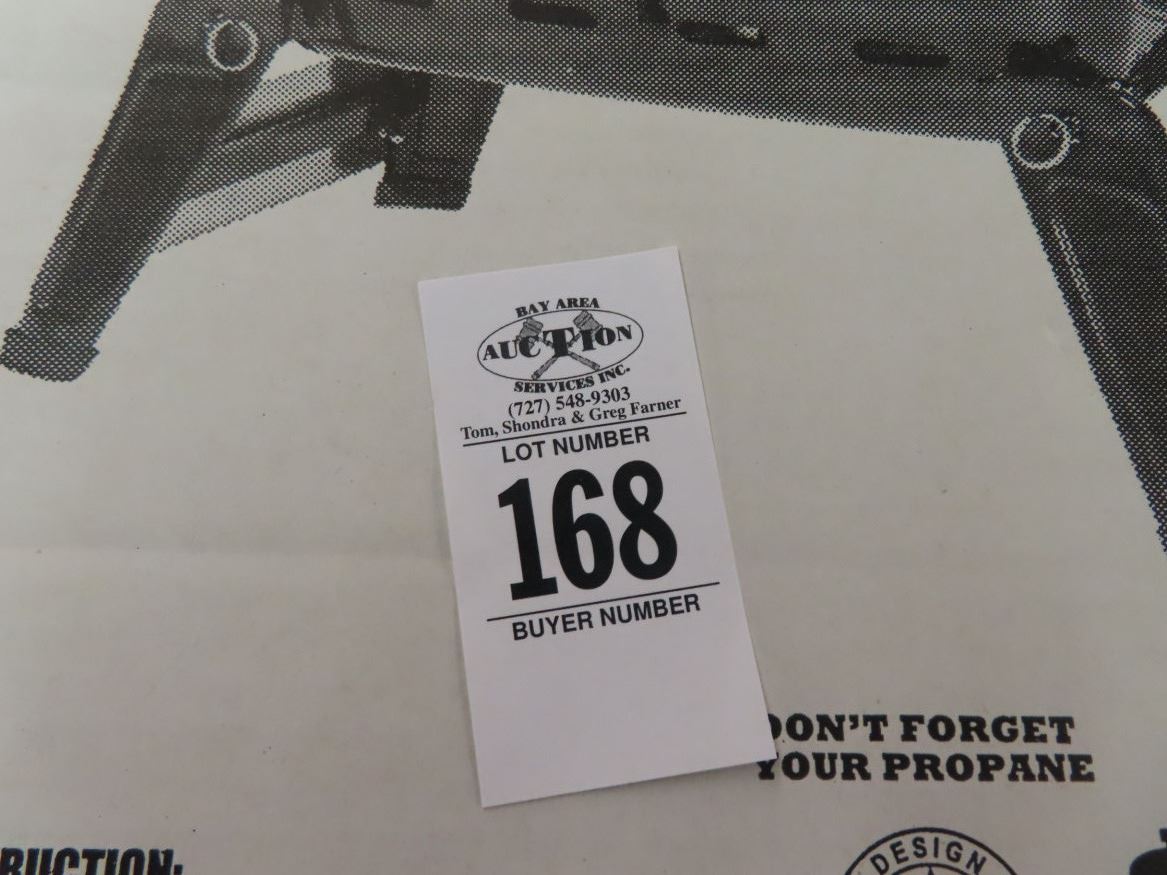 BAY AREA
AUCTION
SERVICES INC.
(727) 548-9303
Tom, Shondra & Greg Farner
LOT NUMBER
168
BUYER NUMBER
DON'T FORGET
YOUR PROPANE
RUCTION:
DESIGN